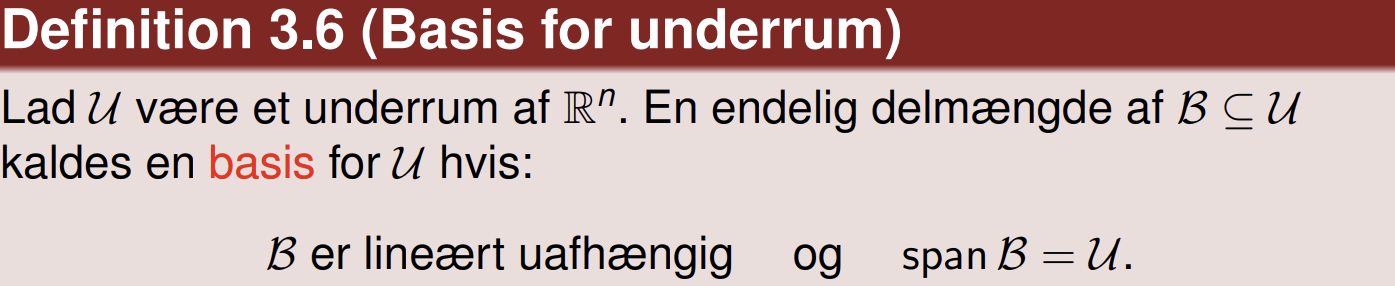 Definition 3.6 (Basis for underrum)
Lad 𝒰 være et underrum af ℝⁿ. En endelig delmængde af ℬ ⊆ 𝒰
kaldes en basis for 𝒰 hvis:
ℬ er lineært uafhængig og span ℬ = 𝒰.